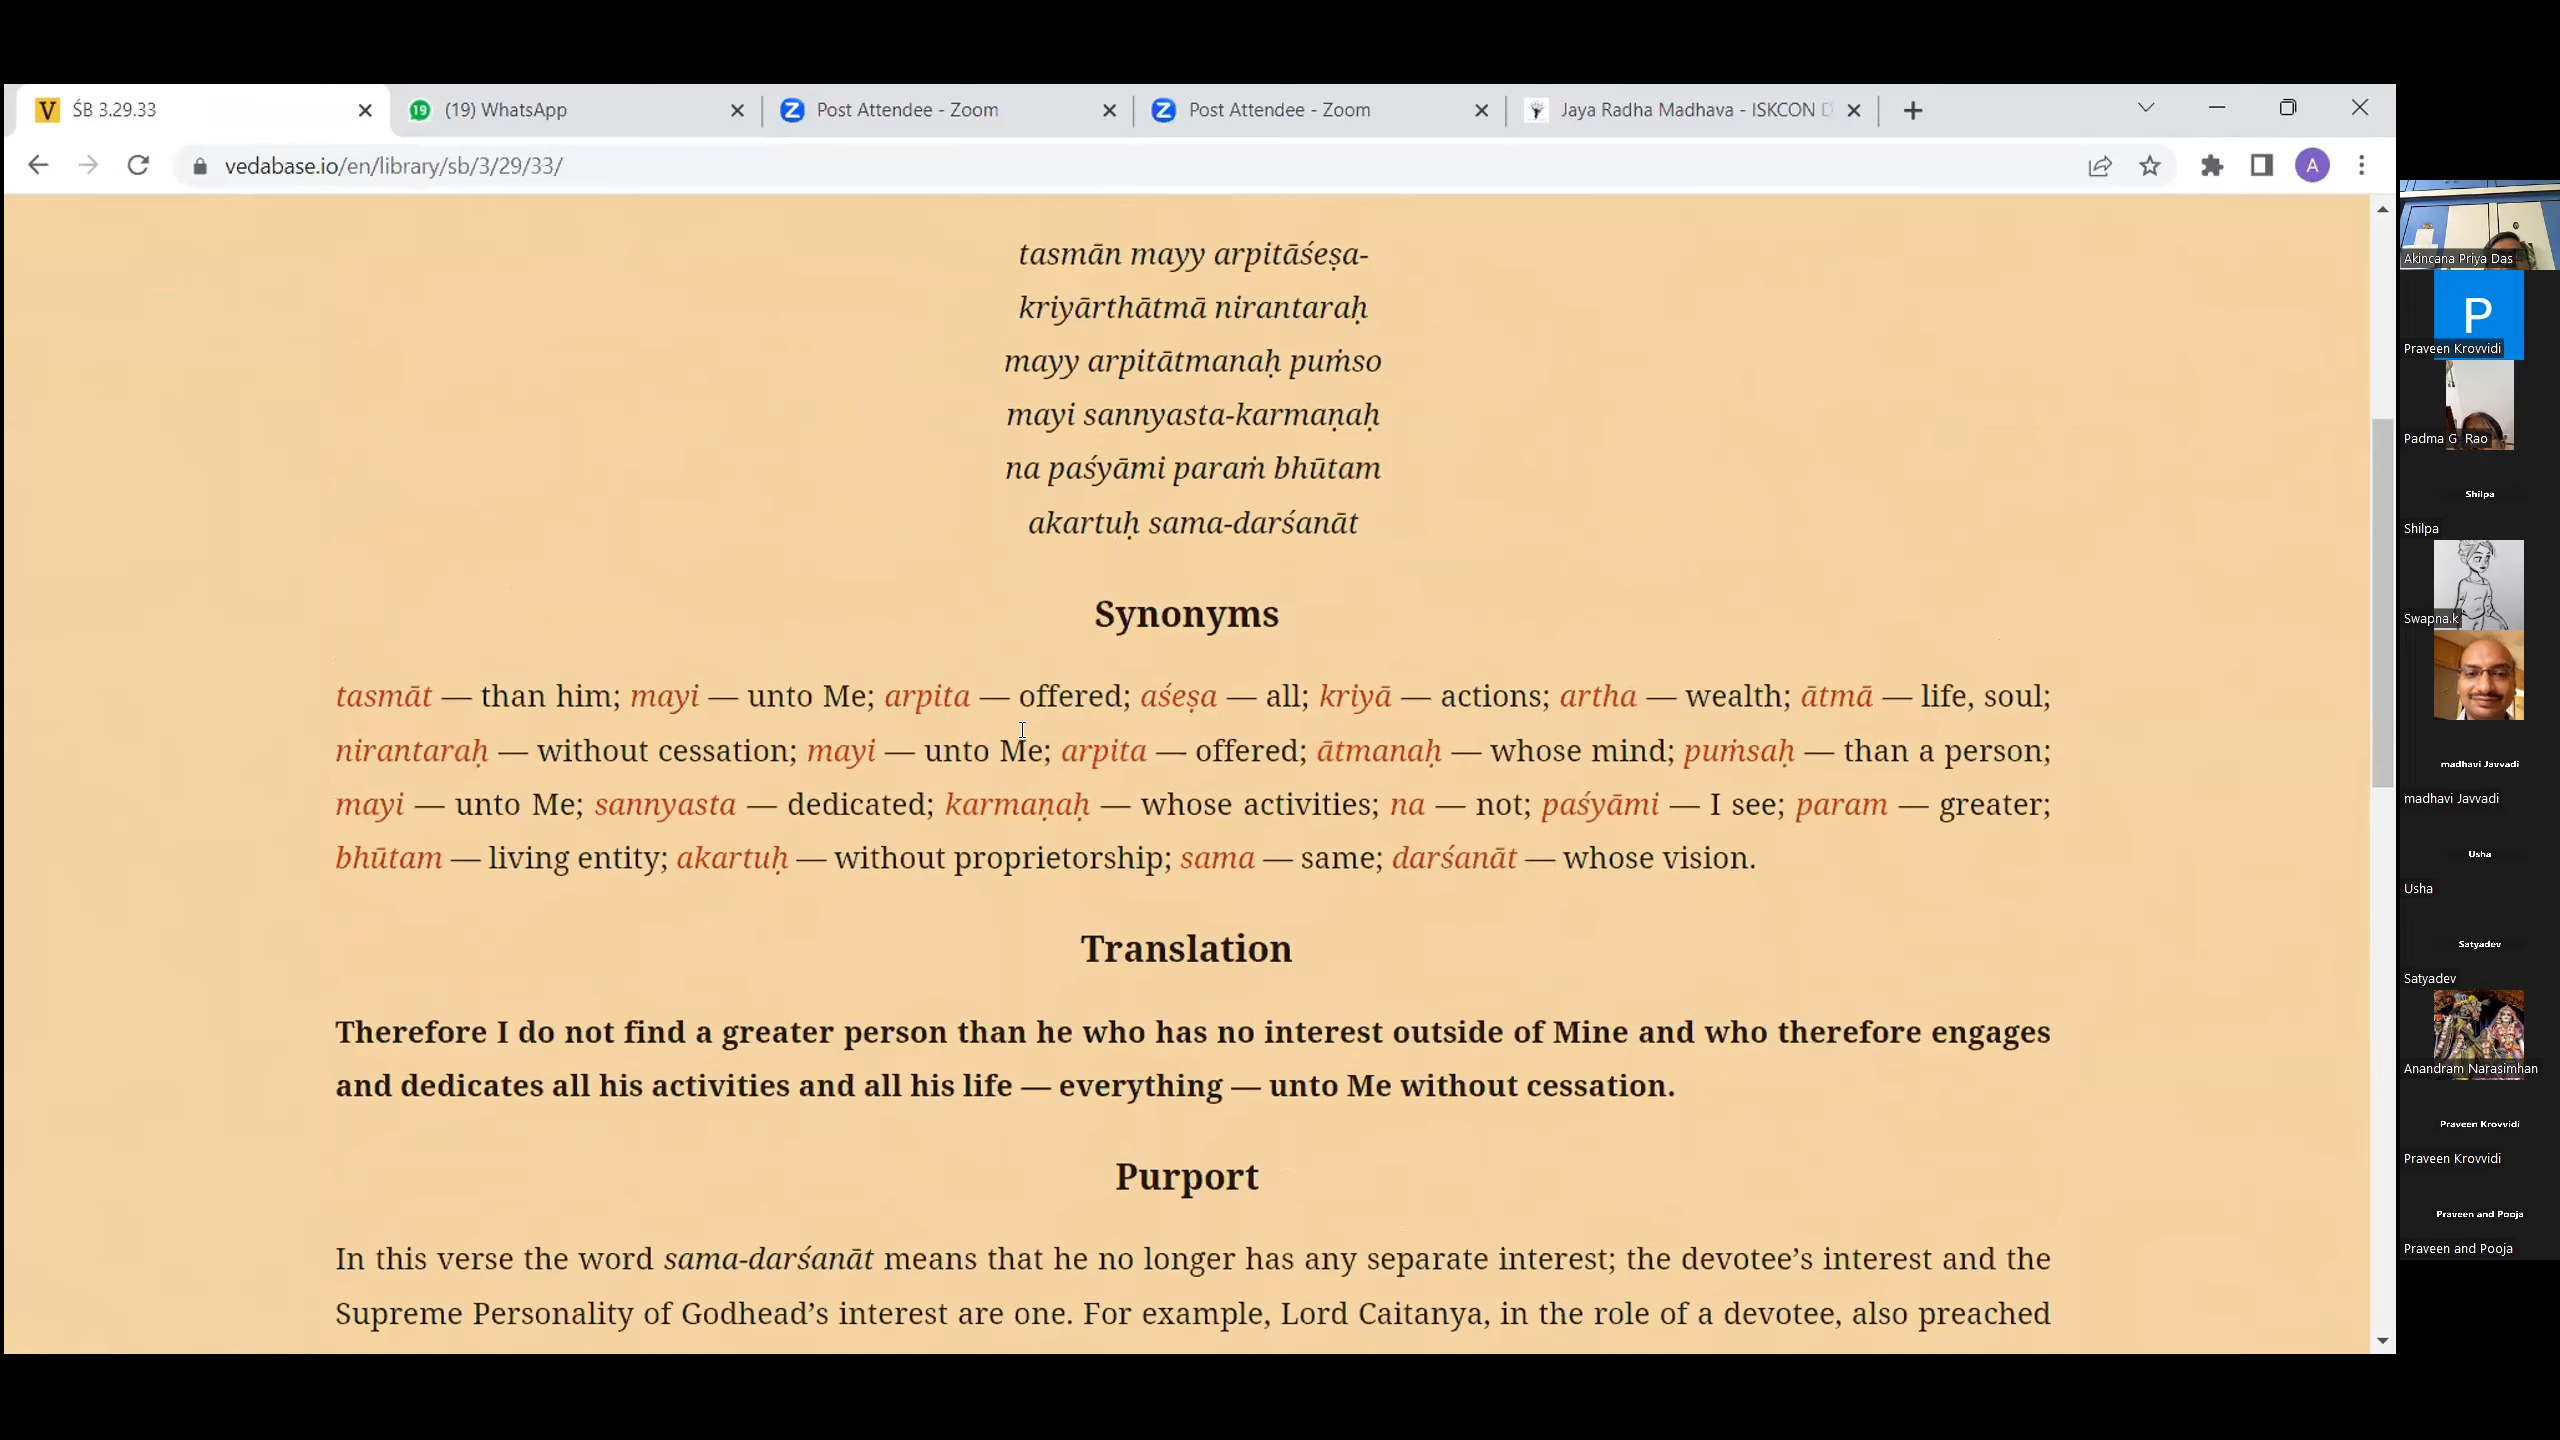 ŚB 3.29.33
(19) WhatsApp
Post Attendee - Zoom
Post Attendee - Zoom
Jaya Radha Madhava - ISKCON D
vedabase.io/en/library/sb/3/29/33/
A
tasmān mayy arpitāśeṣa-
kriyārthātmā nirantaraḥ
mayy arpitātmanaḥ puṁso
mayi sannyasta-karmaṇaḥ
na paśyāmi paraṁ bhūtam
akartuḥ sama-darśanāt
Synonyms
tasmāt — than him; mayi — unto Me; arpita — offered; aśeṣa — all; kriyā — actions; artha — wealth; ātmā — life, soul;
nirantaraḥ — without cessation; mayi — unto Me; arpita — offered; ātmanaḥ — whose mind; puṁsaḥ — than a person;
mayi — unto Me; sannyasta — dedicated; karmaṇaḥ — whose activities; na — not; paśyāmi — I see; param — greater;
bhūtam — living entity; akartuḥ — without proprietorship; sama — same; darśanāt — whose vision.
Translation
Therefore I do not find a greater person than he who has no interest outside of Mine and who therefore engages
and dedicates all his activities and all his life — everything — unto Me without cessation.
Purport
In this verse the word sama-darśanāt means that he no longer has any separate interest; the devotee’s interest and the
Supreme Personality of Godhead’s interest are one. For example, Lord Caitanya, in the role of a devotee, also preached
Akincana Priya Das
P
Praveen Krovvidi
Padma G Rao
Shilpa
Shilpa
Swapna.k
madhavi Javvadi
madhavi Javvadi
Usha
Usha
Satyadev
Satyadev
Anandram Narasimhan
Praveen Krovvidi
Praveen Krovvidi
Praveen and Pooja
Praveen and Pooja